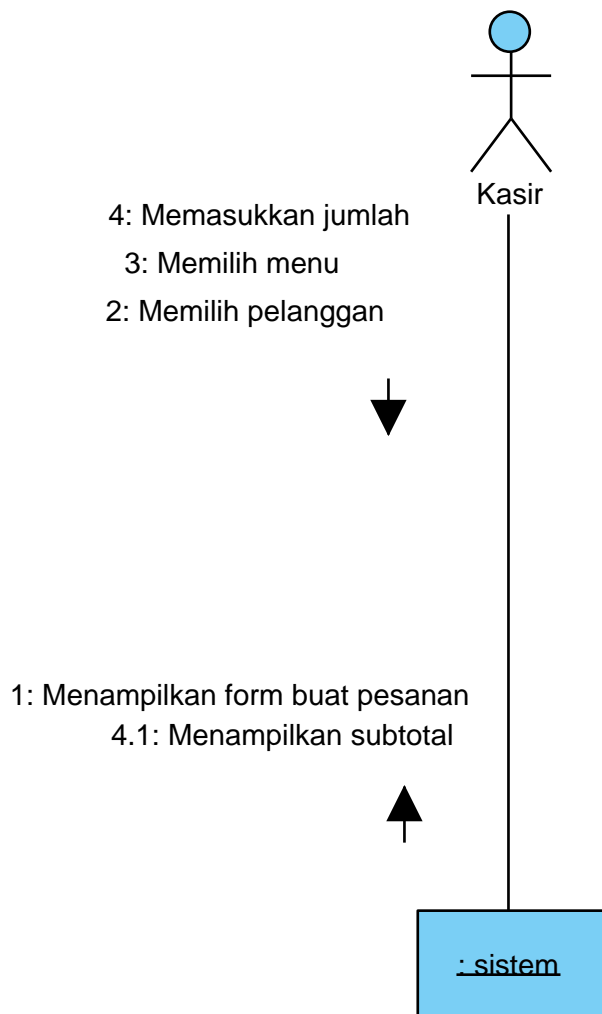 Kasir
4: Memasukkan jumlah
3: Memilih menu
2: Memilih pelanggan
1: Menampilkan form buat pesanan
4.1: Menampilkan subtotal
: sistem